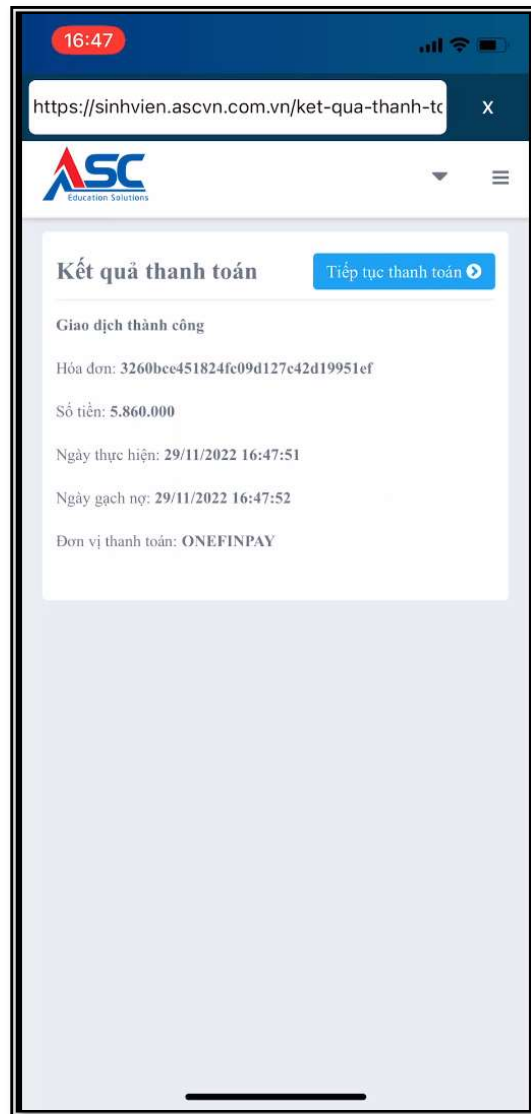 16:47
https://sinhvien.ascvn.com.vn/ket-qua-thanh-to
x
ASC
Education Solutions
Kết quả thanh toán
Tiếp tục thanh toán
Giao dịch thành công
Hóa đơn: 3260bce451824fc09d127c42d19951ef
Số tiền: 5.860.000
Ngày thực hiện: 29/11/2022 16:47:51
Ngày gạch nợ: 29/11/2022 16:47:52
Đơn vị thanh toán: ONEFINPAY